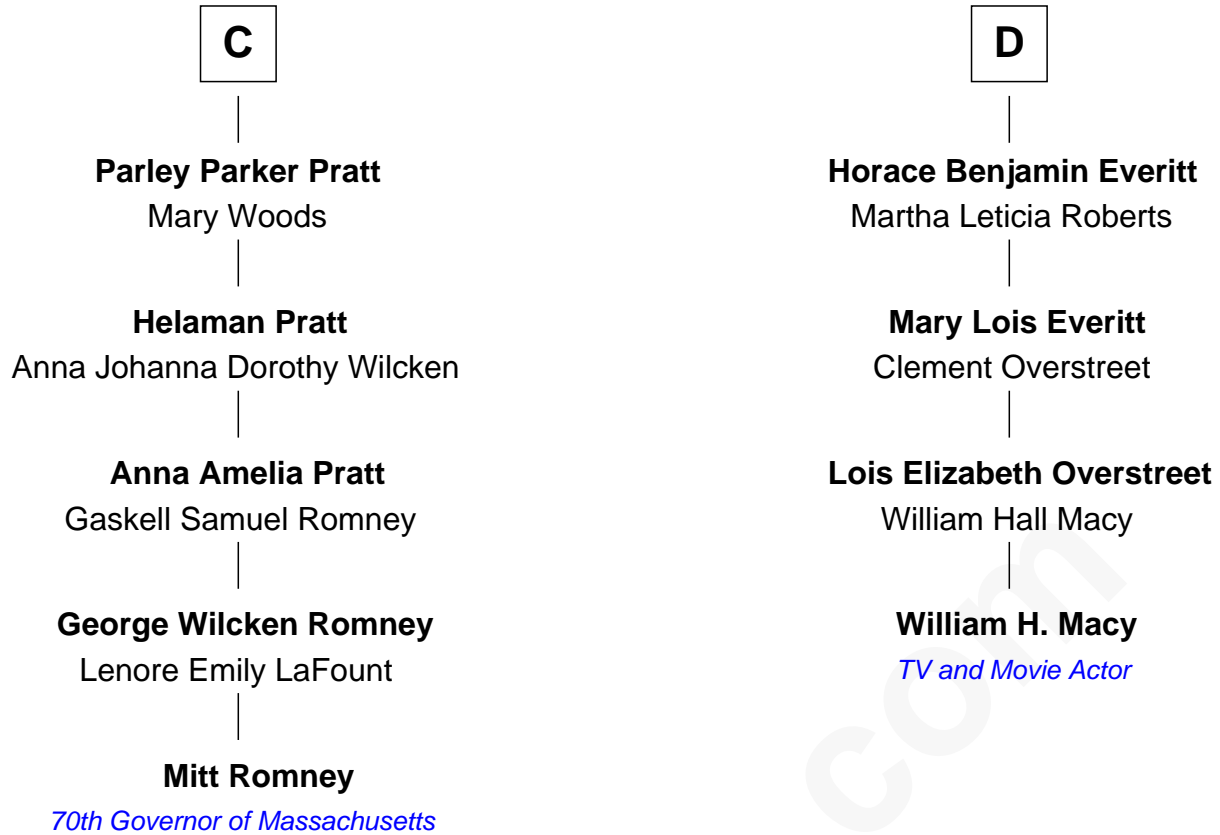 C
Parley Parker Pratt
Mary Woods
Helaman Pratt
Anna Johanna Dorothy Wilcken
Anna Amelia Pratt
Gaskell Samuel Romney
George Wilcken Romney
Lenore Emily LaFount
Mitt Romney
70th Governor of Massachusetts
D
Horace Benjamin Everitt
Martha Leticia Roberts
Mary Lois Everitt
Clement Overstreet
Lois Elizabeth Overstreet
William Hall Macy
William H. Macy
TV and Movie Actor
com